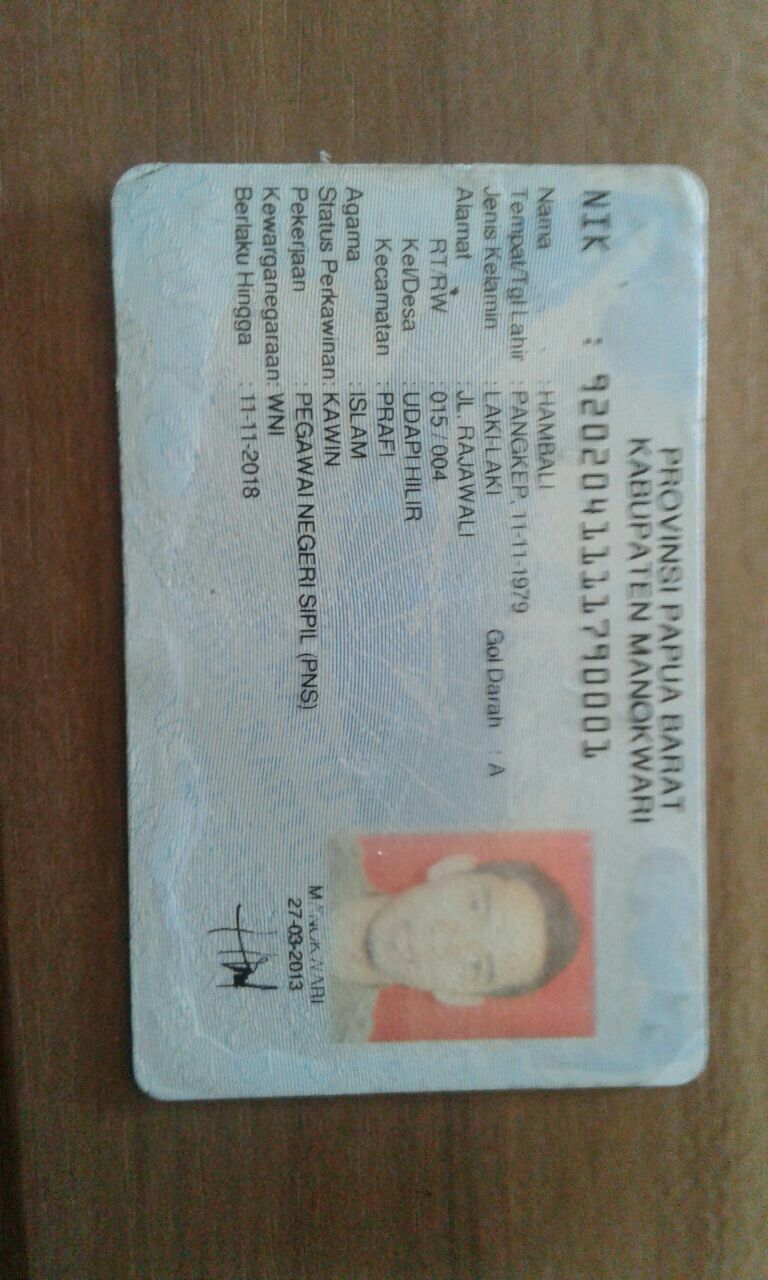 PROVINSI PAPUA BARAT
KABUPATEN MANOKWARI
NIK : 9202041111790001
Nama : HAMBALI
Tempat/Tgl Lahir : PANGKEP, 11-11-1979
Jenis Kelamin : LAKI-LAKI Gol Darah : A
Alamat : JL. RAJAWALI
RT/RW : 015 / 004
Kel/Desa : UDAPI HILIR
Kecamatan : PRAFI
Agama : ISLAM
Status Perkawinan: KAWIN
Pekerjaan : PEGAWAI NEGERI SIPIL (PNS)
Kewarganegaraan: WNI
Berlaku Hingga : 11-11-2018
MANOKWARI
27-03-2013